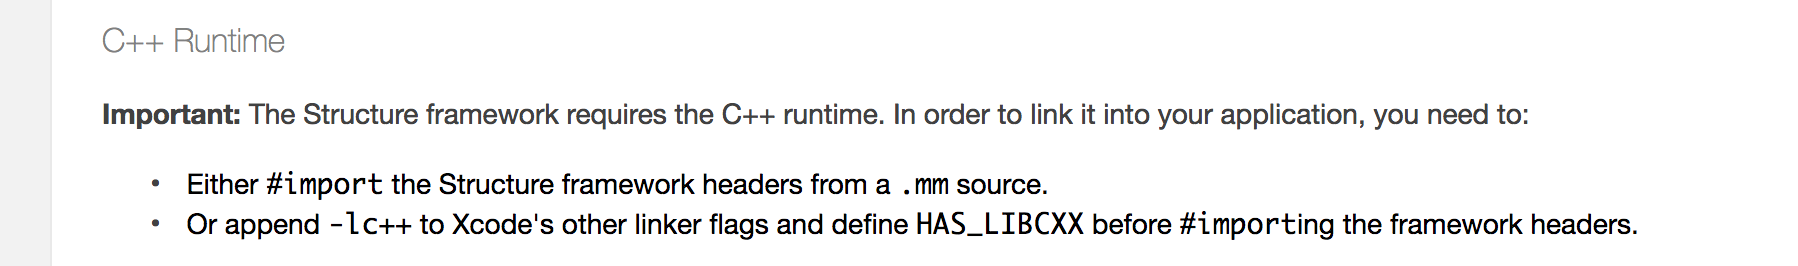 C++ Runtime
Important: The Structure framework requires the C++ runtime. In order to link it into your application, you need to:
• Either #import the Structure framework headers from a .mm source.
• Or append -lc++ to Xcode's other linker flags and define HAS_LIBCXX before #importing the framework headers.